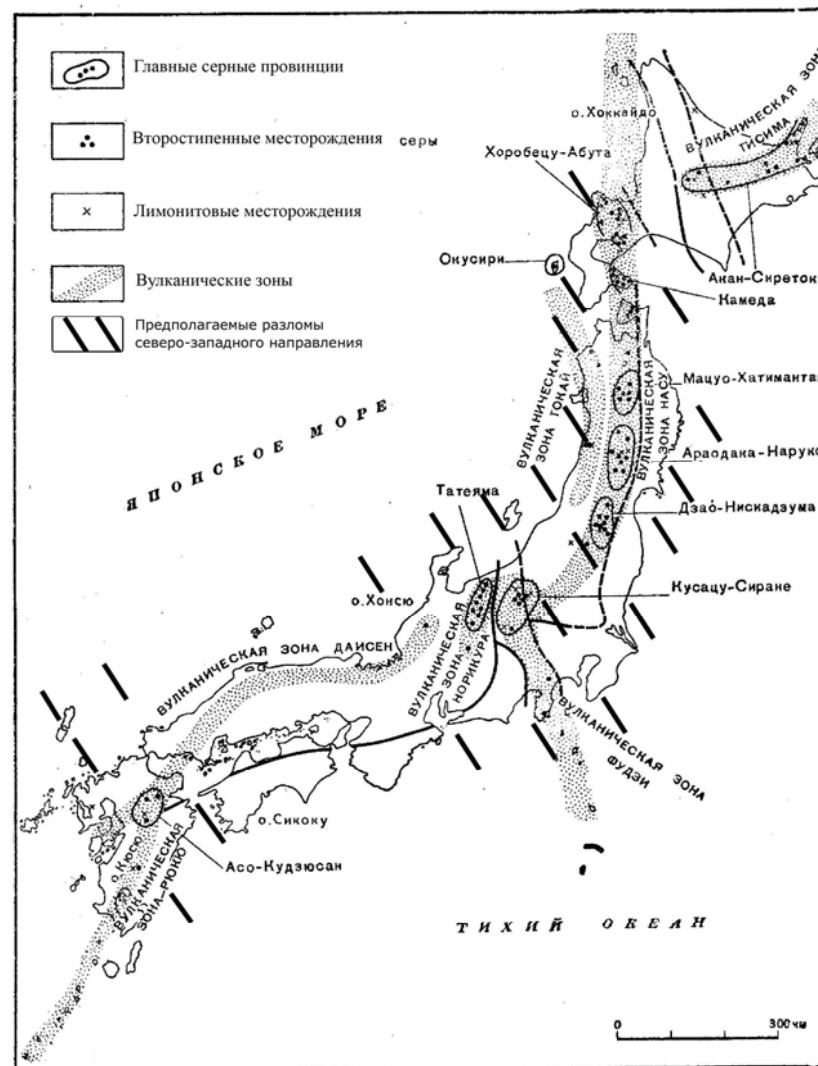 Главные серные провинции
Второстипенные месторождения серы
Лимонитовые месторождения
Вулканические зоны
Предполагаемые разломы
северо-западного направления
о.Хоккайдо
ВУЛКАНИЧЕСКАЯ ЗОНА
ТИСИМА
Хоробецу-Абута
Окусири
Анан-Сиреток
Камеда
ВУЛКАНИЧЕСКАЯ
ЗОНА ТОКАЙ
ВУЛКАНИЧЕСКАЯ
ЗОНА НАСУ
Мацуо-Хатимантай
Араодака-Наруко
Дзаō-Нискадзума
ЯПОНСКОЕ МОРЕ
Татеяма
Кусацу-Сиране
о.Хонсю
ВУЛКАНИЧЕСКАЯ ЗОНА ДАИСЕН
ВУЛКАНИЧЕСКАЯ
ЗОНА
НОРИКУРА
ВУЛКАНИЧЕСКАЯ ЗОНА
ФУДЗИ
о.Сикоку
о.Кюсю
ВУЛКАНИЧЕСКАЯ
ЗОНА РЮКЮ
Асо-Кудзюсан
ТИХИЙ ОКЕАН
0 300 км